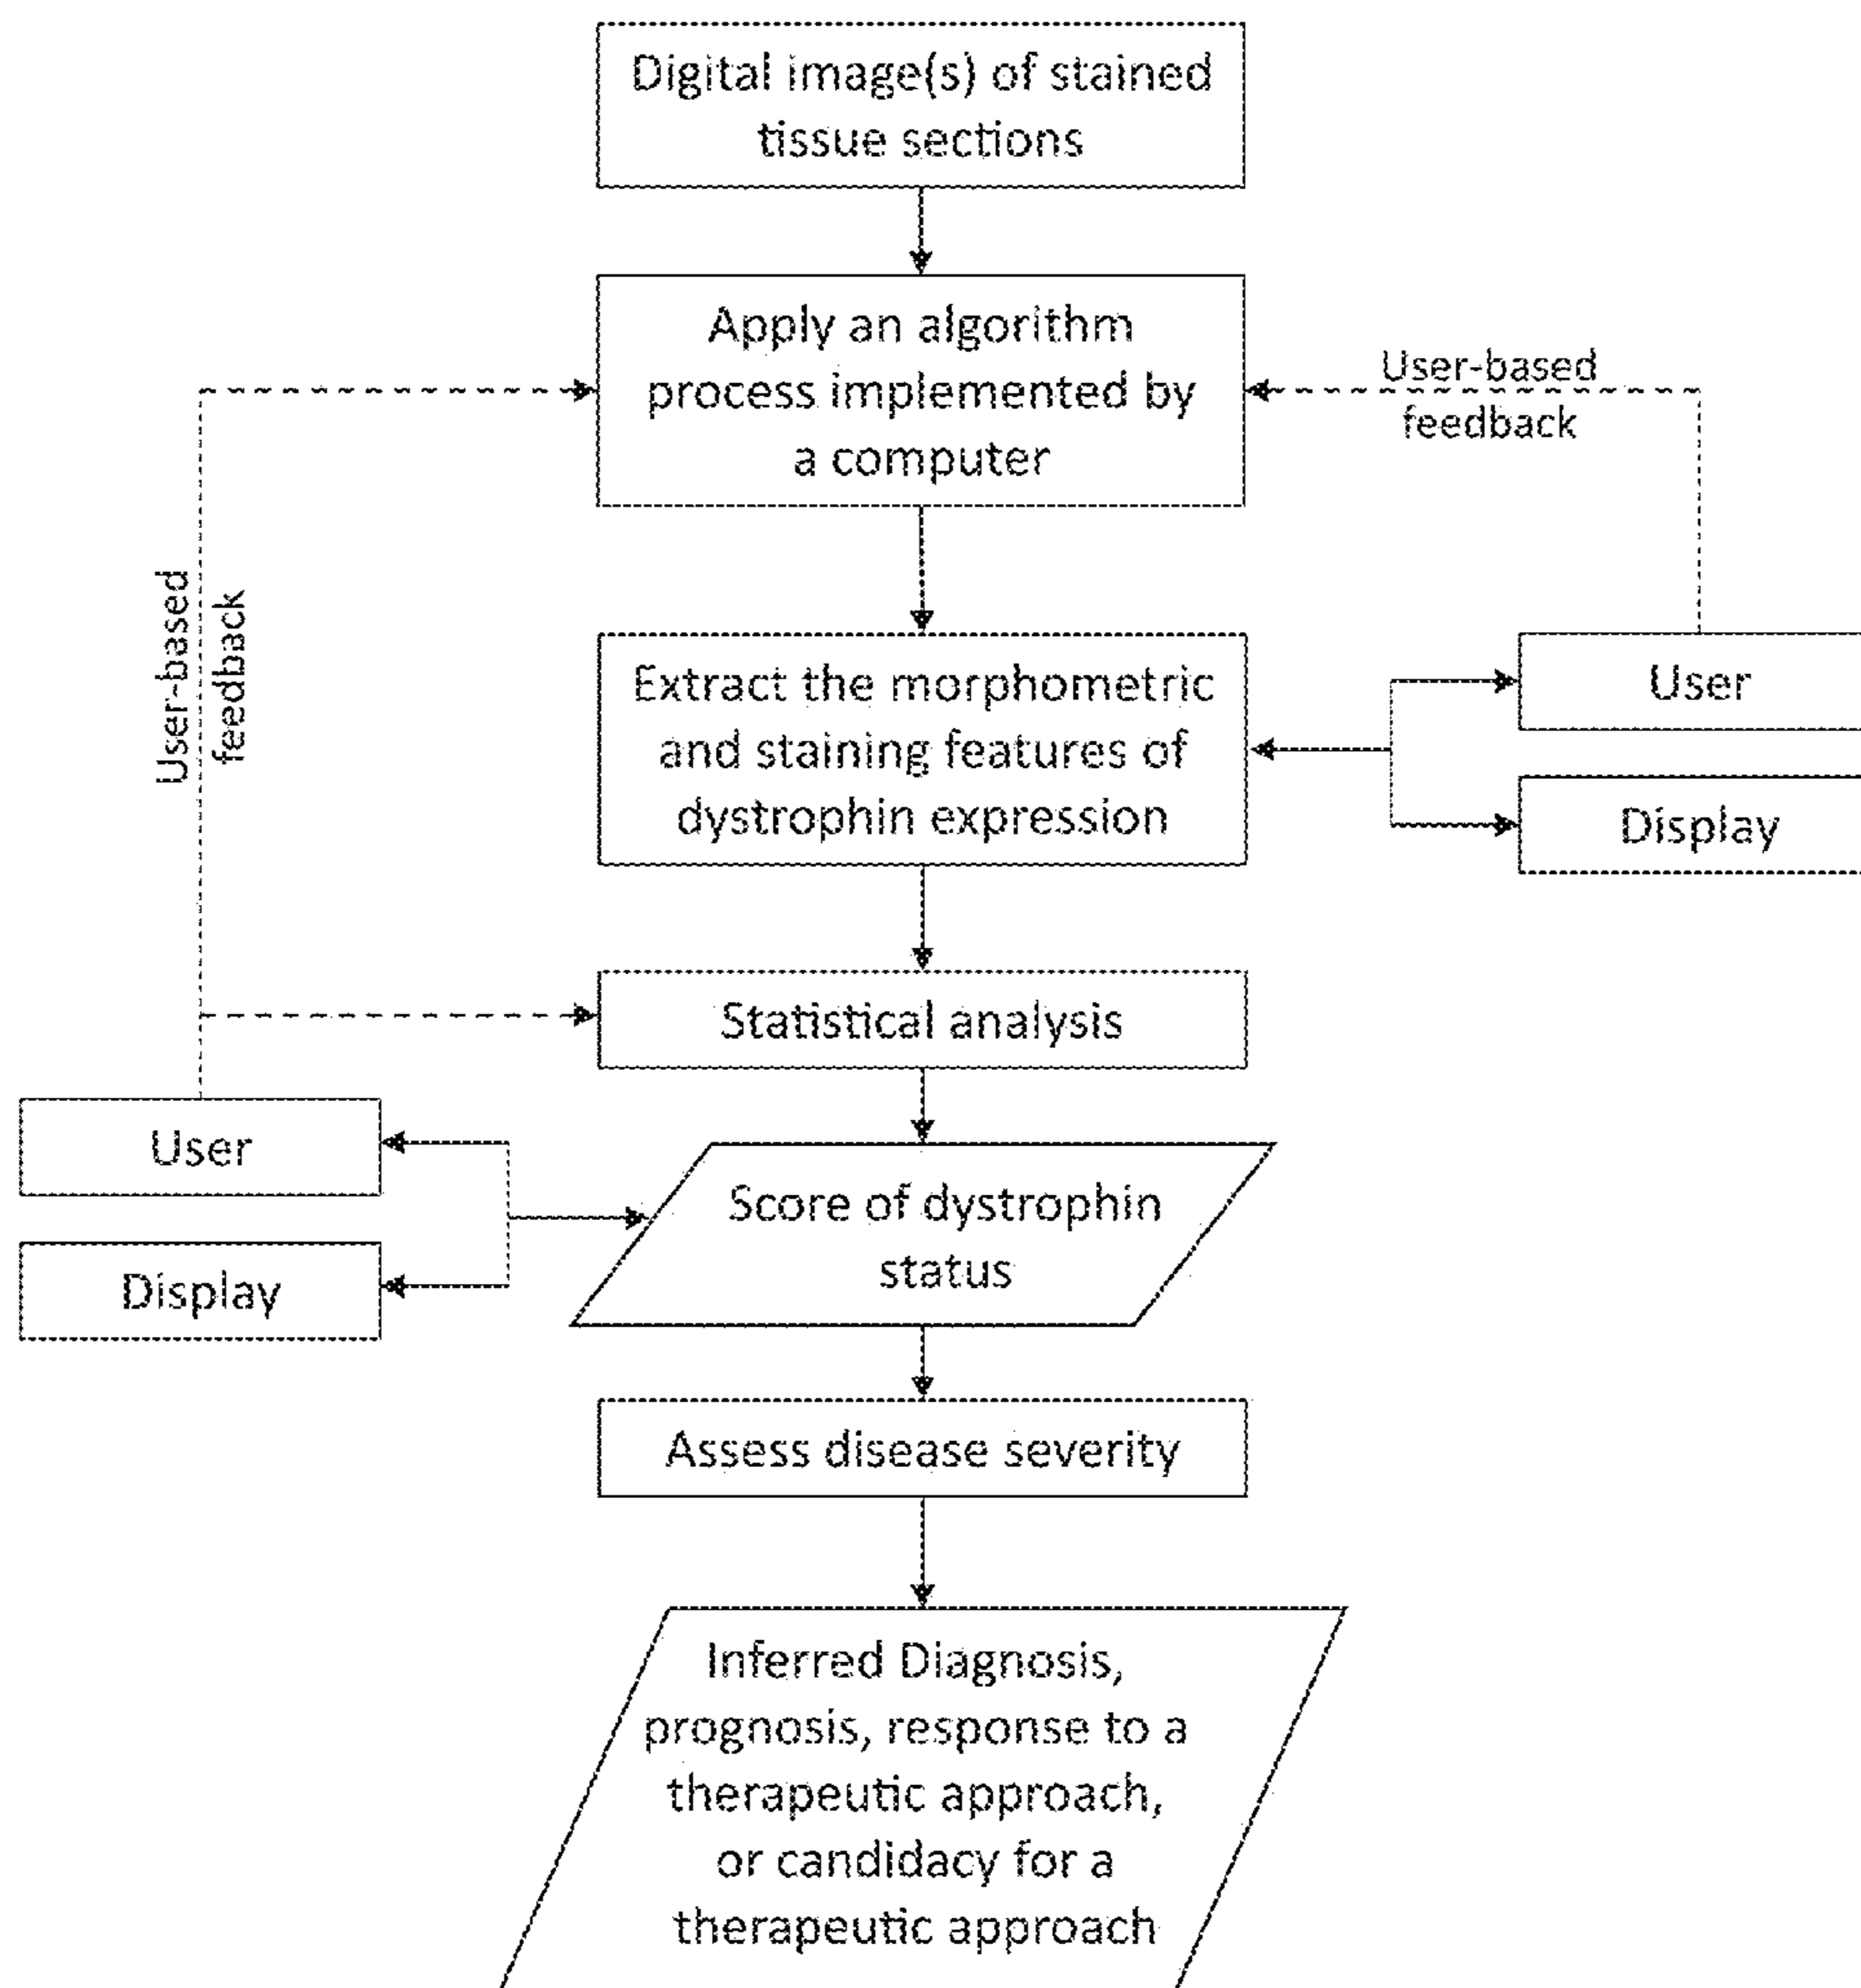 Digital image(s) of stained
tissue sections
Apply an algorithm
process implemented by
a computer
User-based
feedback
User-based
feedback
Extract the morphometric
and staining features of
dystrophin expression
User
Display
Statistical analysis
User
Display
Score of dystrophin
status
Assess disease severity
Inferred Diagnosis,
prognosis, response to a
therapeutic approach,
or candidacy for a
therapeutic approach